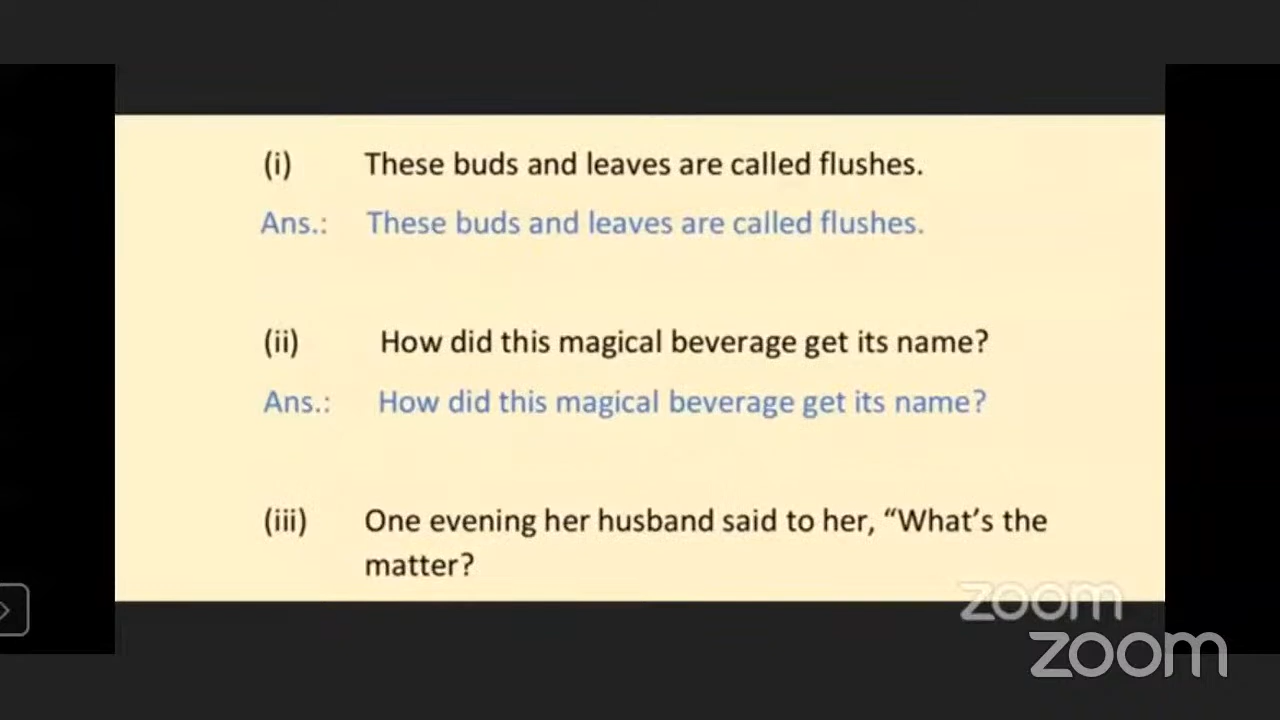 (i) These buds and leaves are called flushes.
Ans.: These buds and leaves are called flushes.
(ii) How did this magical beverage get its name?
Ans.: How did this magical beverage get its name?
(iii) One evening her husband said to her, “What’s the
matter?
zoom
zoom